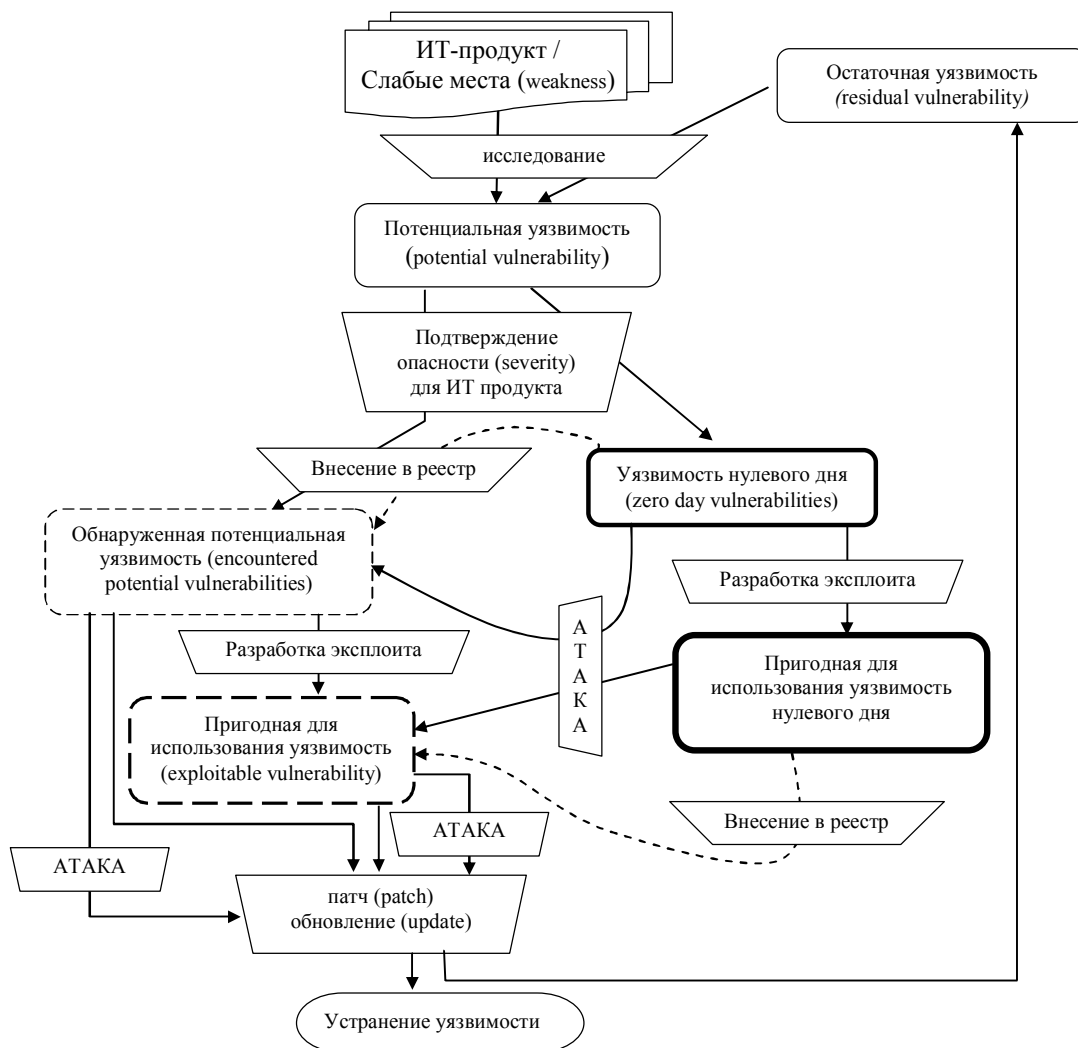 ИТ-продукт /
Слабые места (weakness)
Остаточная уязвимость
(residual vulnerability)
исследование
Потенциальная уязвимость
(potential vulnerability)
Подтверждение
опасности (severity)
для ИТ продукта
Внесение в реестр
Уязвимость нулевого дня
(zero day vulnerabilities)
Обнаруженная потенциальная
уязвимость (encountered
potential vulnerabilities)
Разработка эксплоита
А
Т
А
К
А
Разработка эксплоита
Пригодная для
использования уязвимость
нулевого дня
Пригодная для
использования уязвимость
(exploitable vulnerability)
Внесение в реестр
АТАКА
АТАКА
патч (patch)
обновление (update)
Устранение уязвимости